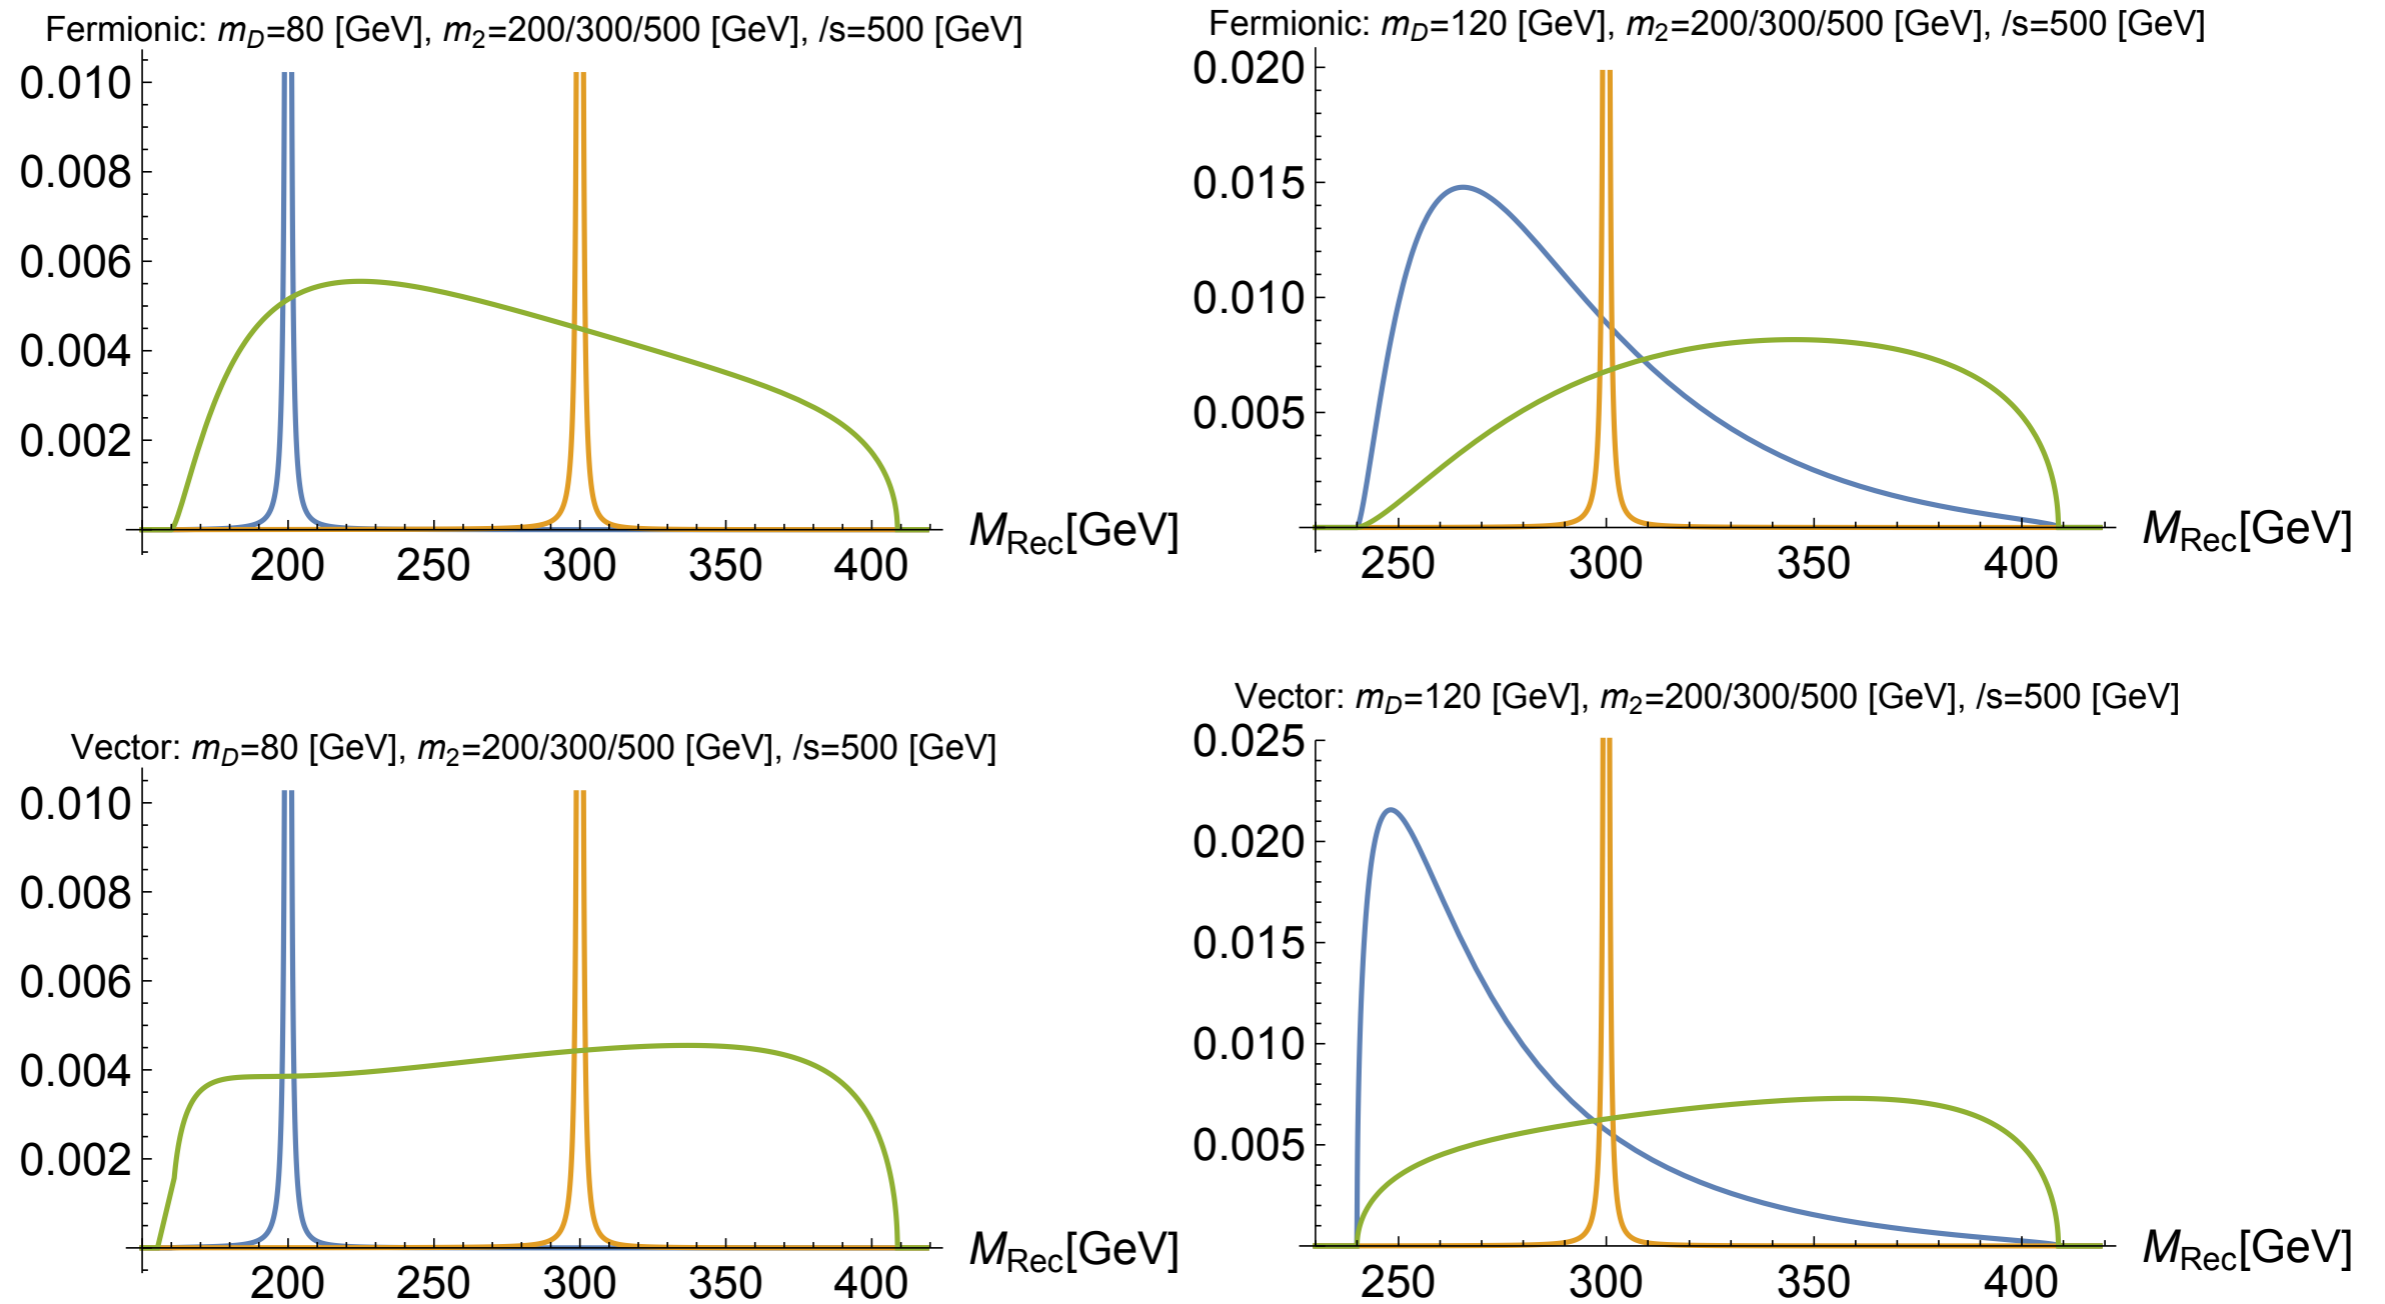 Fermionic: m_D=80 [GeV], m_2=200/300/500 [GeV], /s=500 [GeV]
0.010
0.008
0.006
0.004
0.002
200 250 300 350 400
M_Rec[GeV]
Fermionic: m_D=120 [GeV], m_2=200/300/500 [GeV], /s=500 [GeV]
0.020
0.015
0.010
0.005
250 300 350 400
M_Rec[GeV]
Vector: m_D=80 [GeV], m_2=200/300/500 [GeV], /s=500 [GeV]
0.010
0.008
0.006
0.004
0.002
200 250 300 350 400
M_Rec[GeV]
Vector: m_D=120 [GeV], m_2=200/300/500 [GeV], /s=500 [GeV]
0.025
0.020
0.015
0.010
0.005
250 300 350 400
M_Rec[GeV]